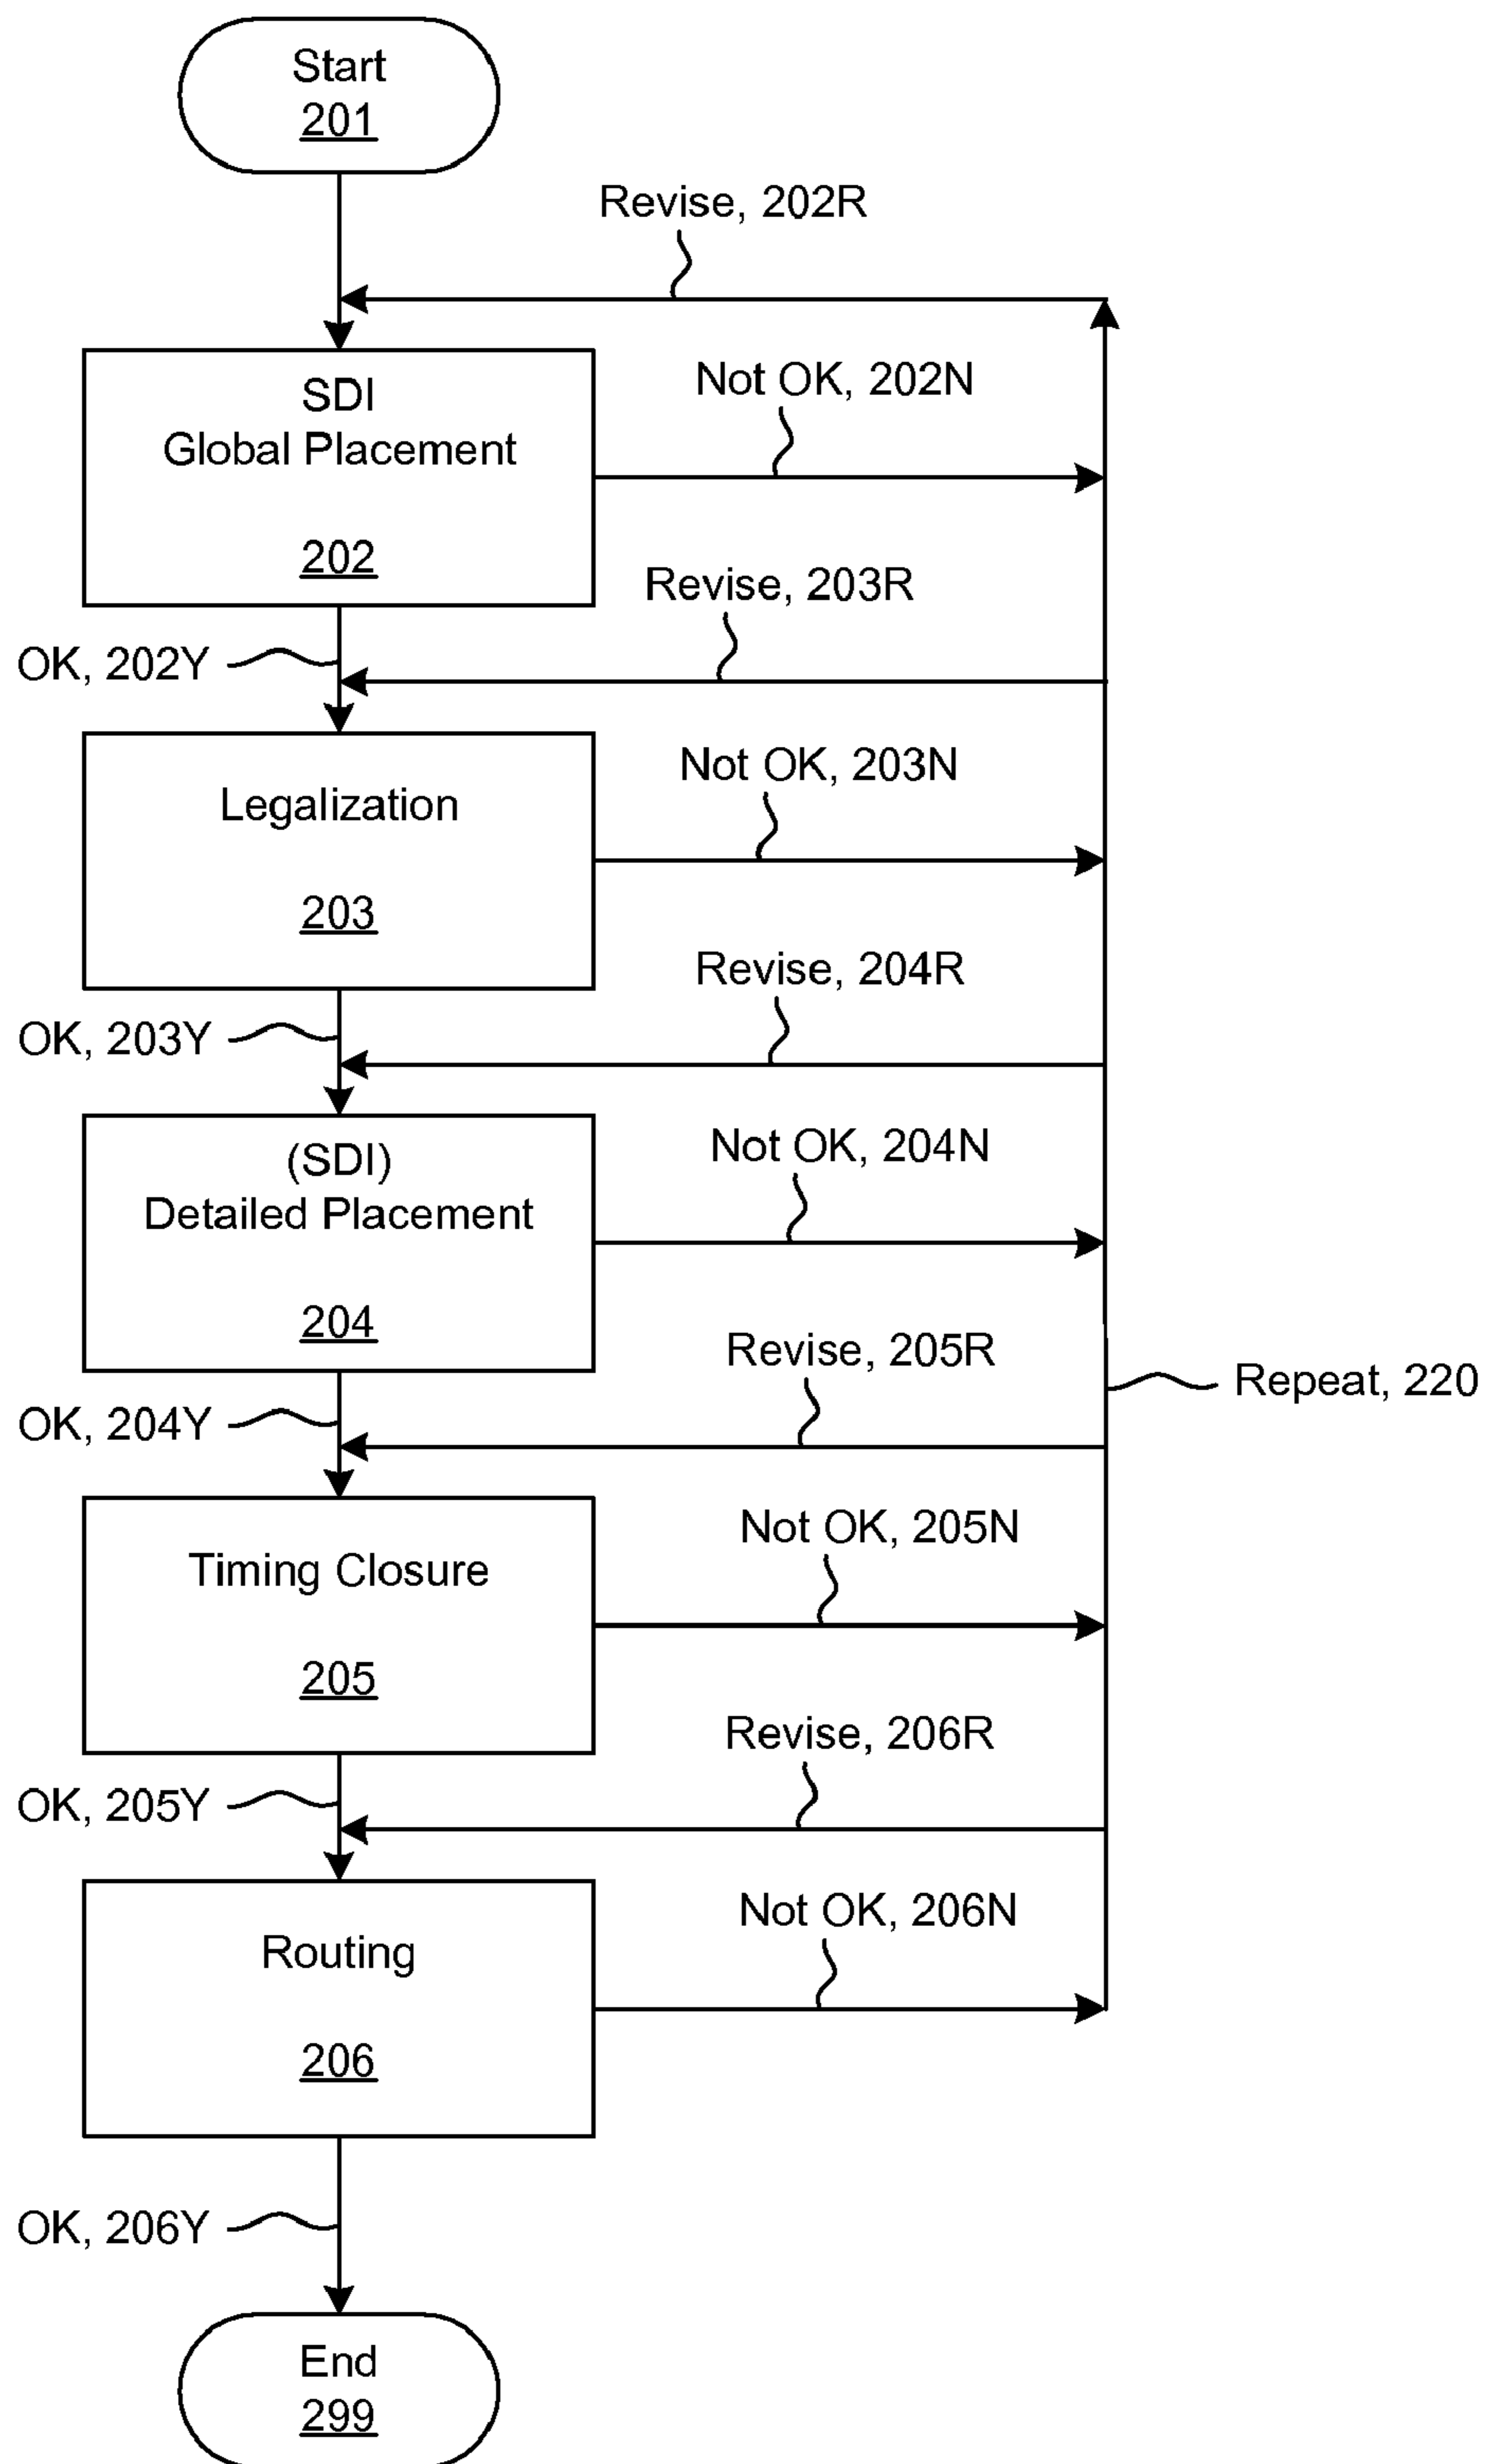 Start
201
Revise, 202R
SDI
Global Placement
202
Not OK, 202N
OK, 202Y
Revise, 203R
Legalization
203
Not OK, 203N
OK, 203Y
Revise, 204R
(SDI)
Detailed Placement
204
Not OK, 204N
OK, 204Y
Revise, 205R
Repeat, 220
Timing Closure
205
Not OK, 205N
OK, 205Y
Revise, 206R
Routing
206
Not OK, 206N
OK, 206Y
End
299